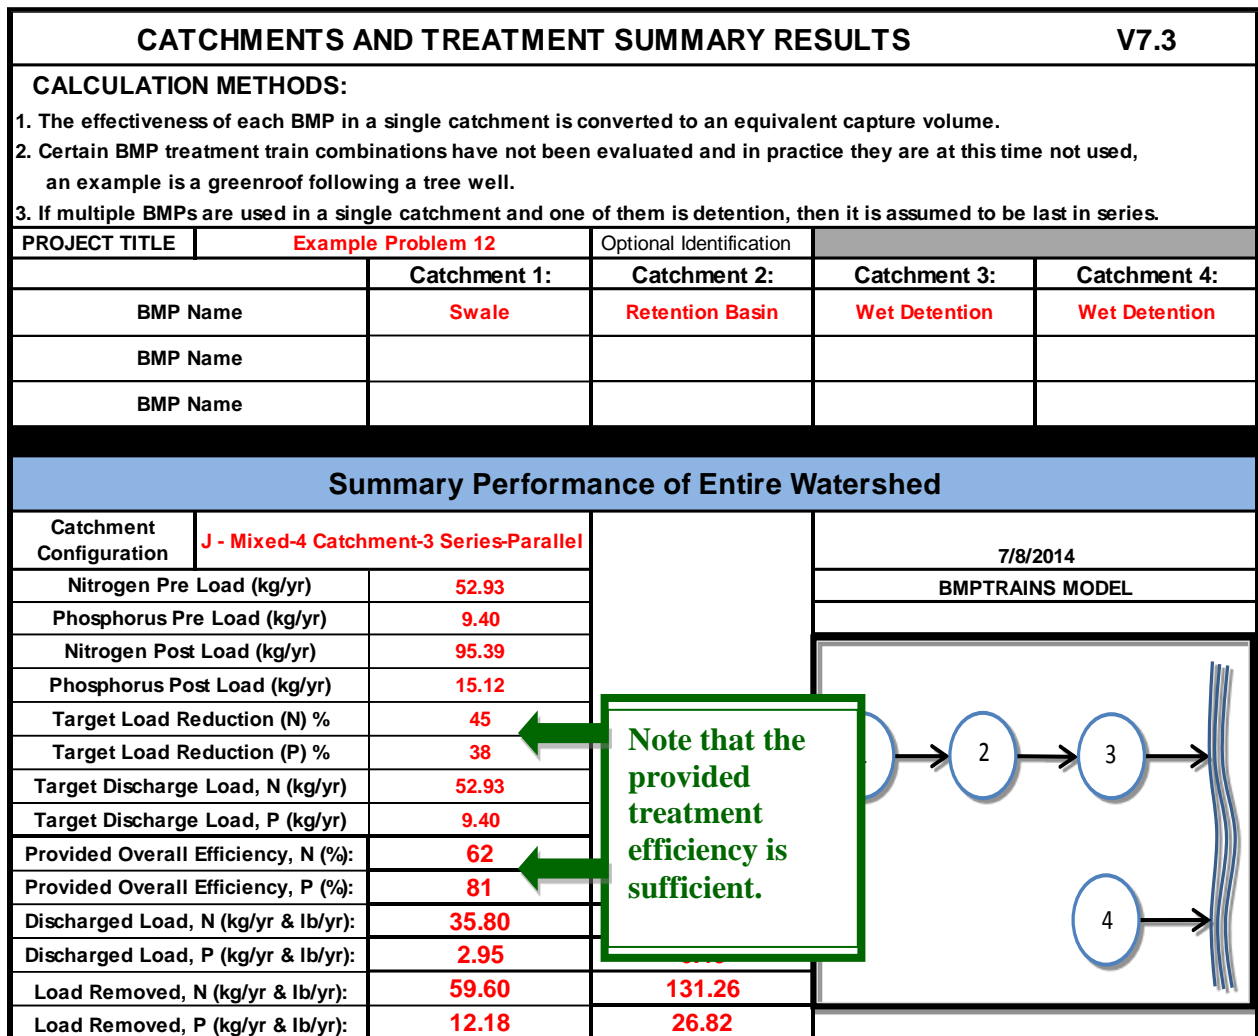 CATCHMENTS AND TREATMENT SUMMARY RESULTS V7.3
CALCULATION METHODS:
1. The effectiveness of each BMP in a single catchment is converted to an equivalent capture volume.
2. Certain BMP treatment train combinations have not been evaluated and in practice they are at this time not used,
an example is a greenroof following a tree well.
3. If multiple BMPs are used in a single catchment and one of them is detention, then it is assumed to be last in series.
PROJECT TITLE Example Problem 12 Optional Identification
Catchment 1: Catchment 2: Catchment 3: Catchment 4:
BMP Name Swale Retention Basin Wet Detention Wet Detention
BMP Name
BMP Name
Summary Performance of Entire Watershed
Catchment
Configuration J - Mixed-4 Catchment-3 Series-Parallel
7/8/2014
Nitrogen Pre Load (kg/yr) 52.93 BMPTRAINS MODEL
Phosphorus Pre Load (kg/yr) 9.40
Nitrogen Post Load (kg/yr) 95.39
Phosphorus Post Load (kg/yr) 15.12
Target Load Reduction (N) % 45
Target Load Reduction (P) % 38
Target Discharge Load, N (kg/yr) 52.93
Target Discharge Load, P (kg/yr) 9.40
Provided Overall Efficiency, N (%): 62
Provided Overall Efficiency, P (%): 81
Discharged Load, N (kg/yr & lb/yr): 35.80
Discharged Load, P (kg/yr & lb/yr): 2.95
Load Removed, N (kg/yr & lb/yr): 59.60 131.26
Load Removed, P (kg/yr & lb/yr): 12.18 26.82
Note that the
provided
treatment
efficiency is
sufficient.
2 3
4